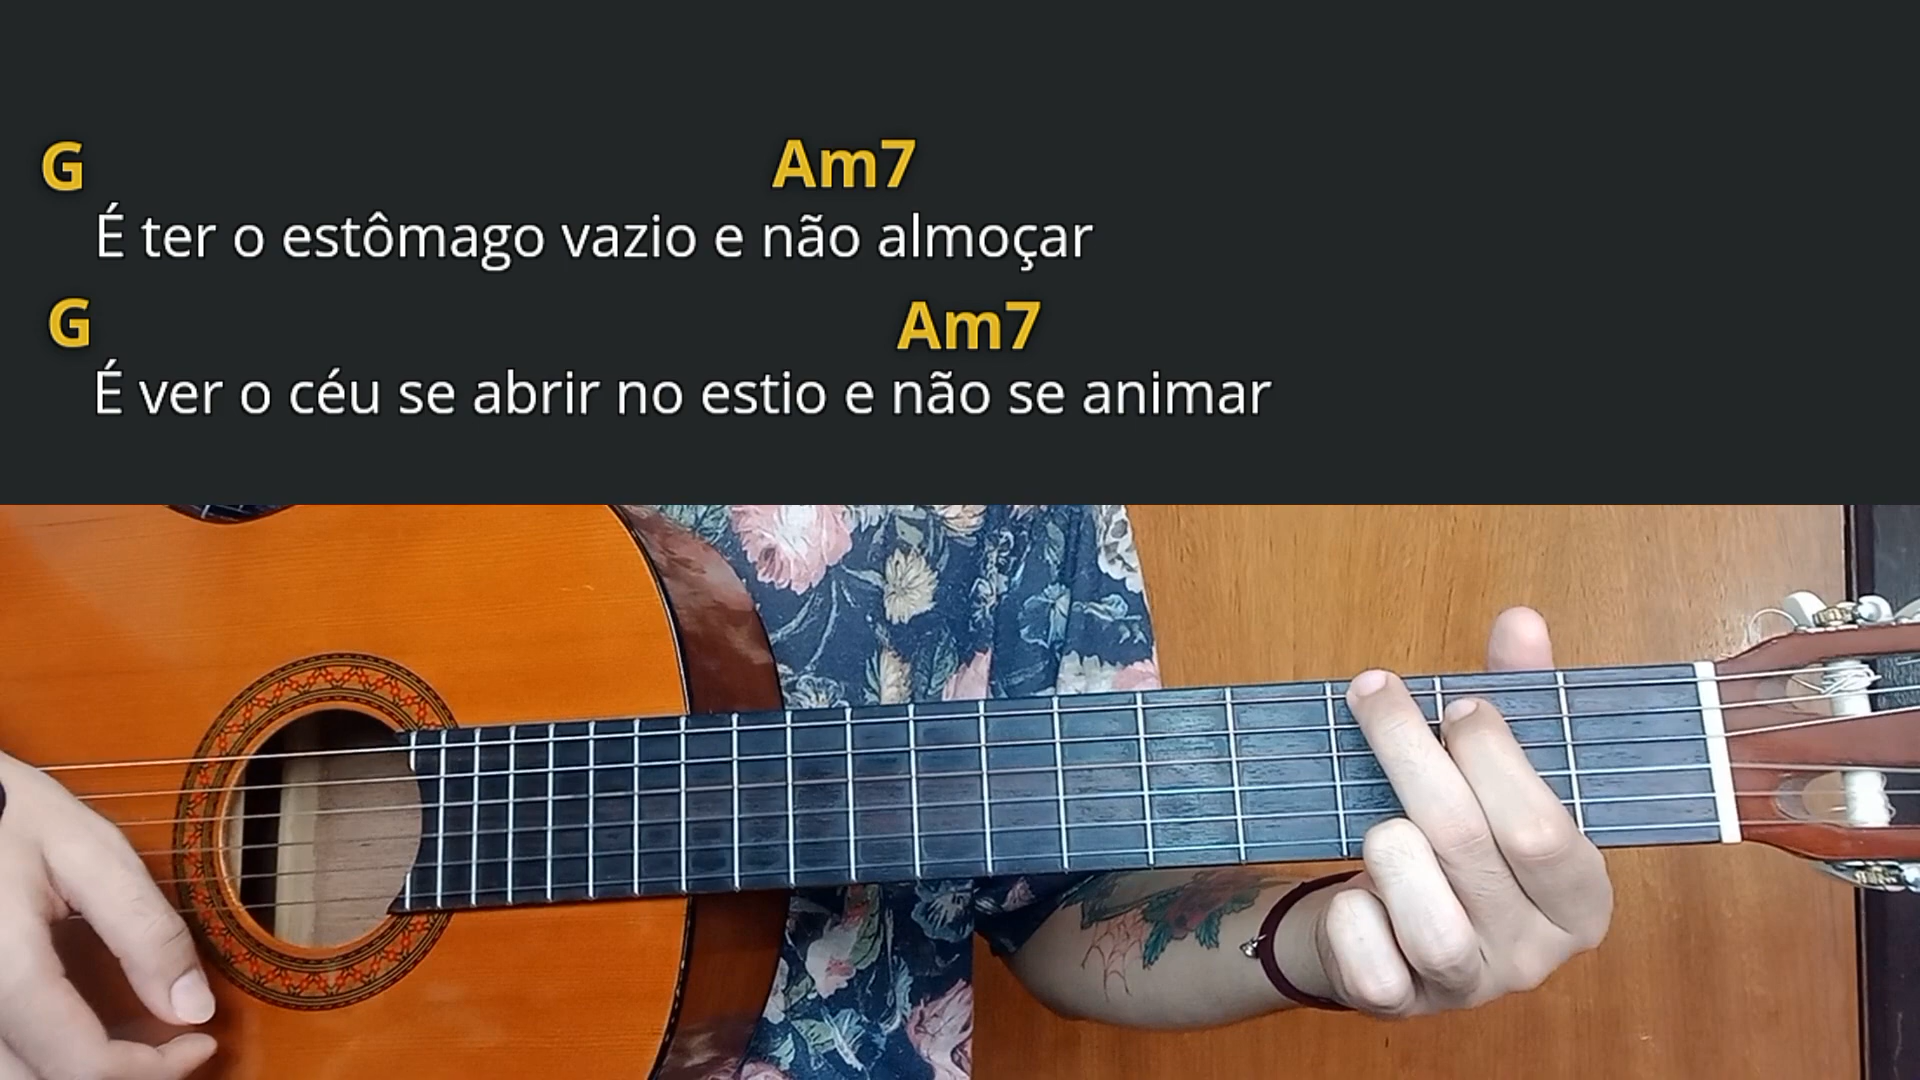 G Am7
É ter o estômago vazio e não almoçar
G Am7
É ver o céu se abrir no estio e não se animar